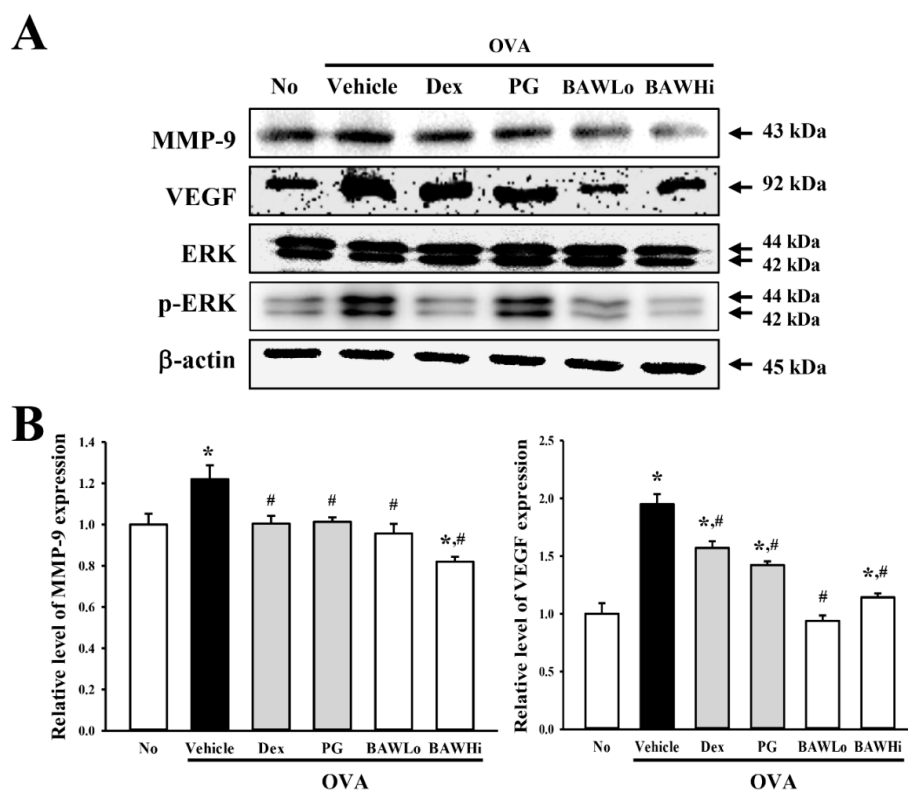 A
OVA
No Vehicle Dex PG BAWLo BAWHi
MMP-9 43 kDa
VEGF 92 kDa
ERK 44 kDa
42 kDa
p-ERK 44 kDa
42 kDa
β-actin 45 kDa
B
Relative level of MMP-9 expression
1.4
1.2
1.0
0.8
0.6
0.4
0.2
0.0
*
#
#
#
*,#
No Vehicle Dex PG BAWLo BAWHi
OVA
Relative level of VEGF expression
2.5
2.0
1.5
1.0
0.5
0.0
*
*,#
*,#
#
*,#
No Vehicle Dex PG BAWLo BAWHi
OVA